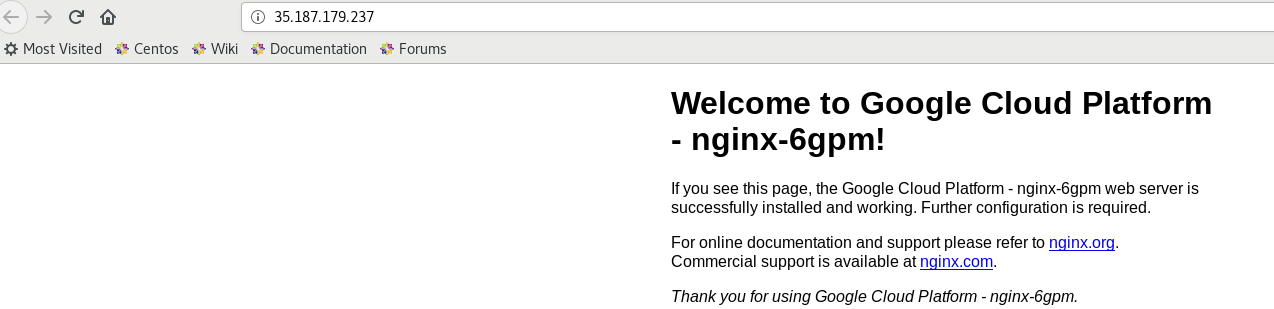 35.187.179.237
Most Visited Centos Wiki Documentation Forums
Welcome to Google Cloud Platform
- nginx-6gpm!
If you see this page, the Google Cloud Platform - nginx-6gpm web server is
successfully installed and working. Further configuration is required.
For online documentation and support please refer to nginx.org.
Commercial support is available at nginx.com.
Thank you for using Google Cloud Platform - nginx-6gpm.